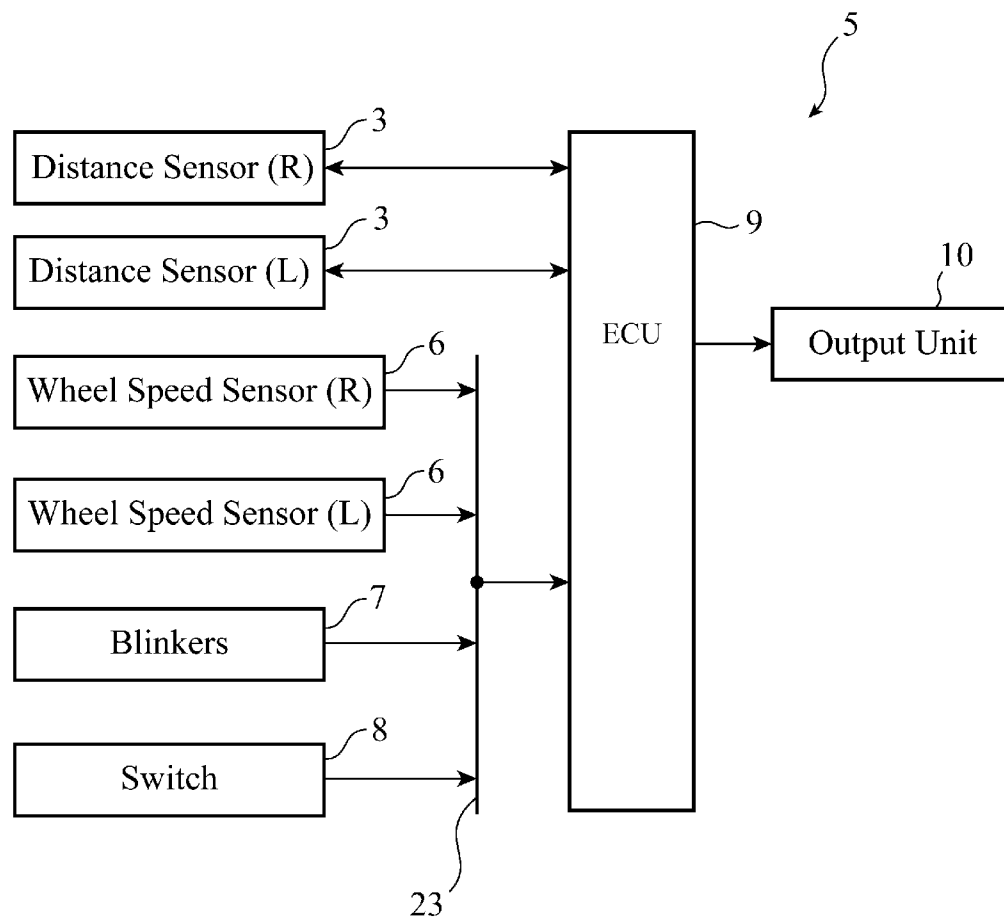 5
3
Distance Sensor (R)
3
Distance Sensor (L)
9
ECU
10
Output Unit
6
Wheel Speed Sensor (R)
6
Wheel Speed Sensor (L)
7
Blinkers
8
Switch
23